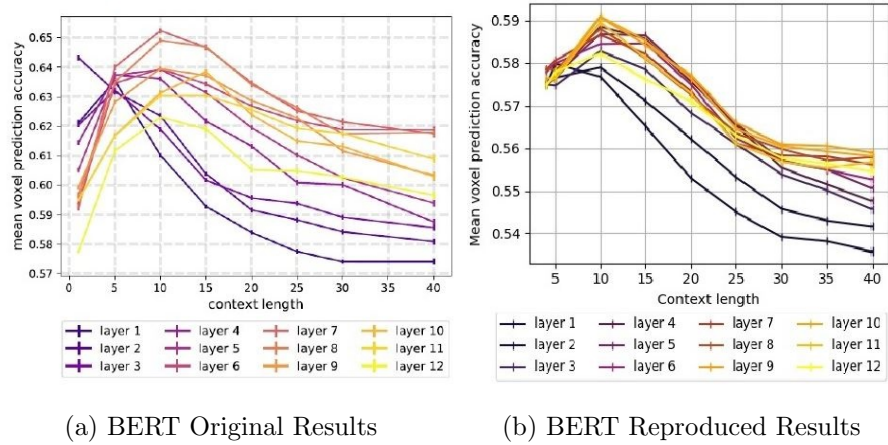 0.65
0.64
0.63
0.62
0.61
0.60
0.59
0.58
0.57
mean voxel prediction accuracy
0 5 10 15 20 25 30 35 40
context length
layer 1 layer 4 layer 7 layer 10
layer 2 layer 5 layer 8 layer 11
layer 3 layer 6 layer 9 layer 12
(a) BERT Original Results
0.59
0.58
0.57
0.56
0.55
0.54
Mean voxel prediction accuracy
5 10 15 20 25 30 35 40
Context length
layer 1 layer 4 layer 7 layer 10
layer 2 layer 5 layer 8 layer 11
layer 3 layer 6 layer 9 layer 12
(b) BERT Reproduced Results